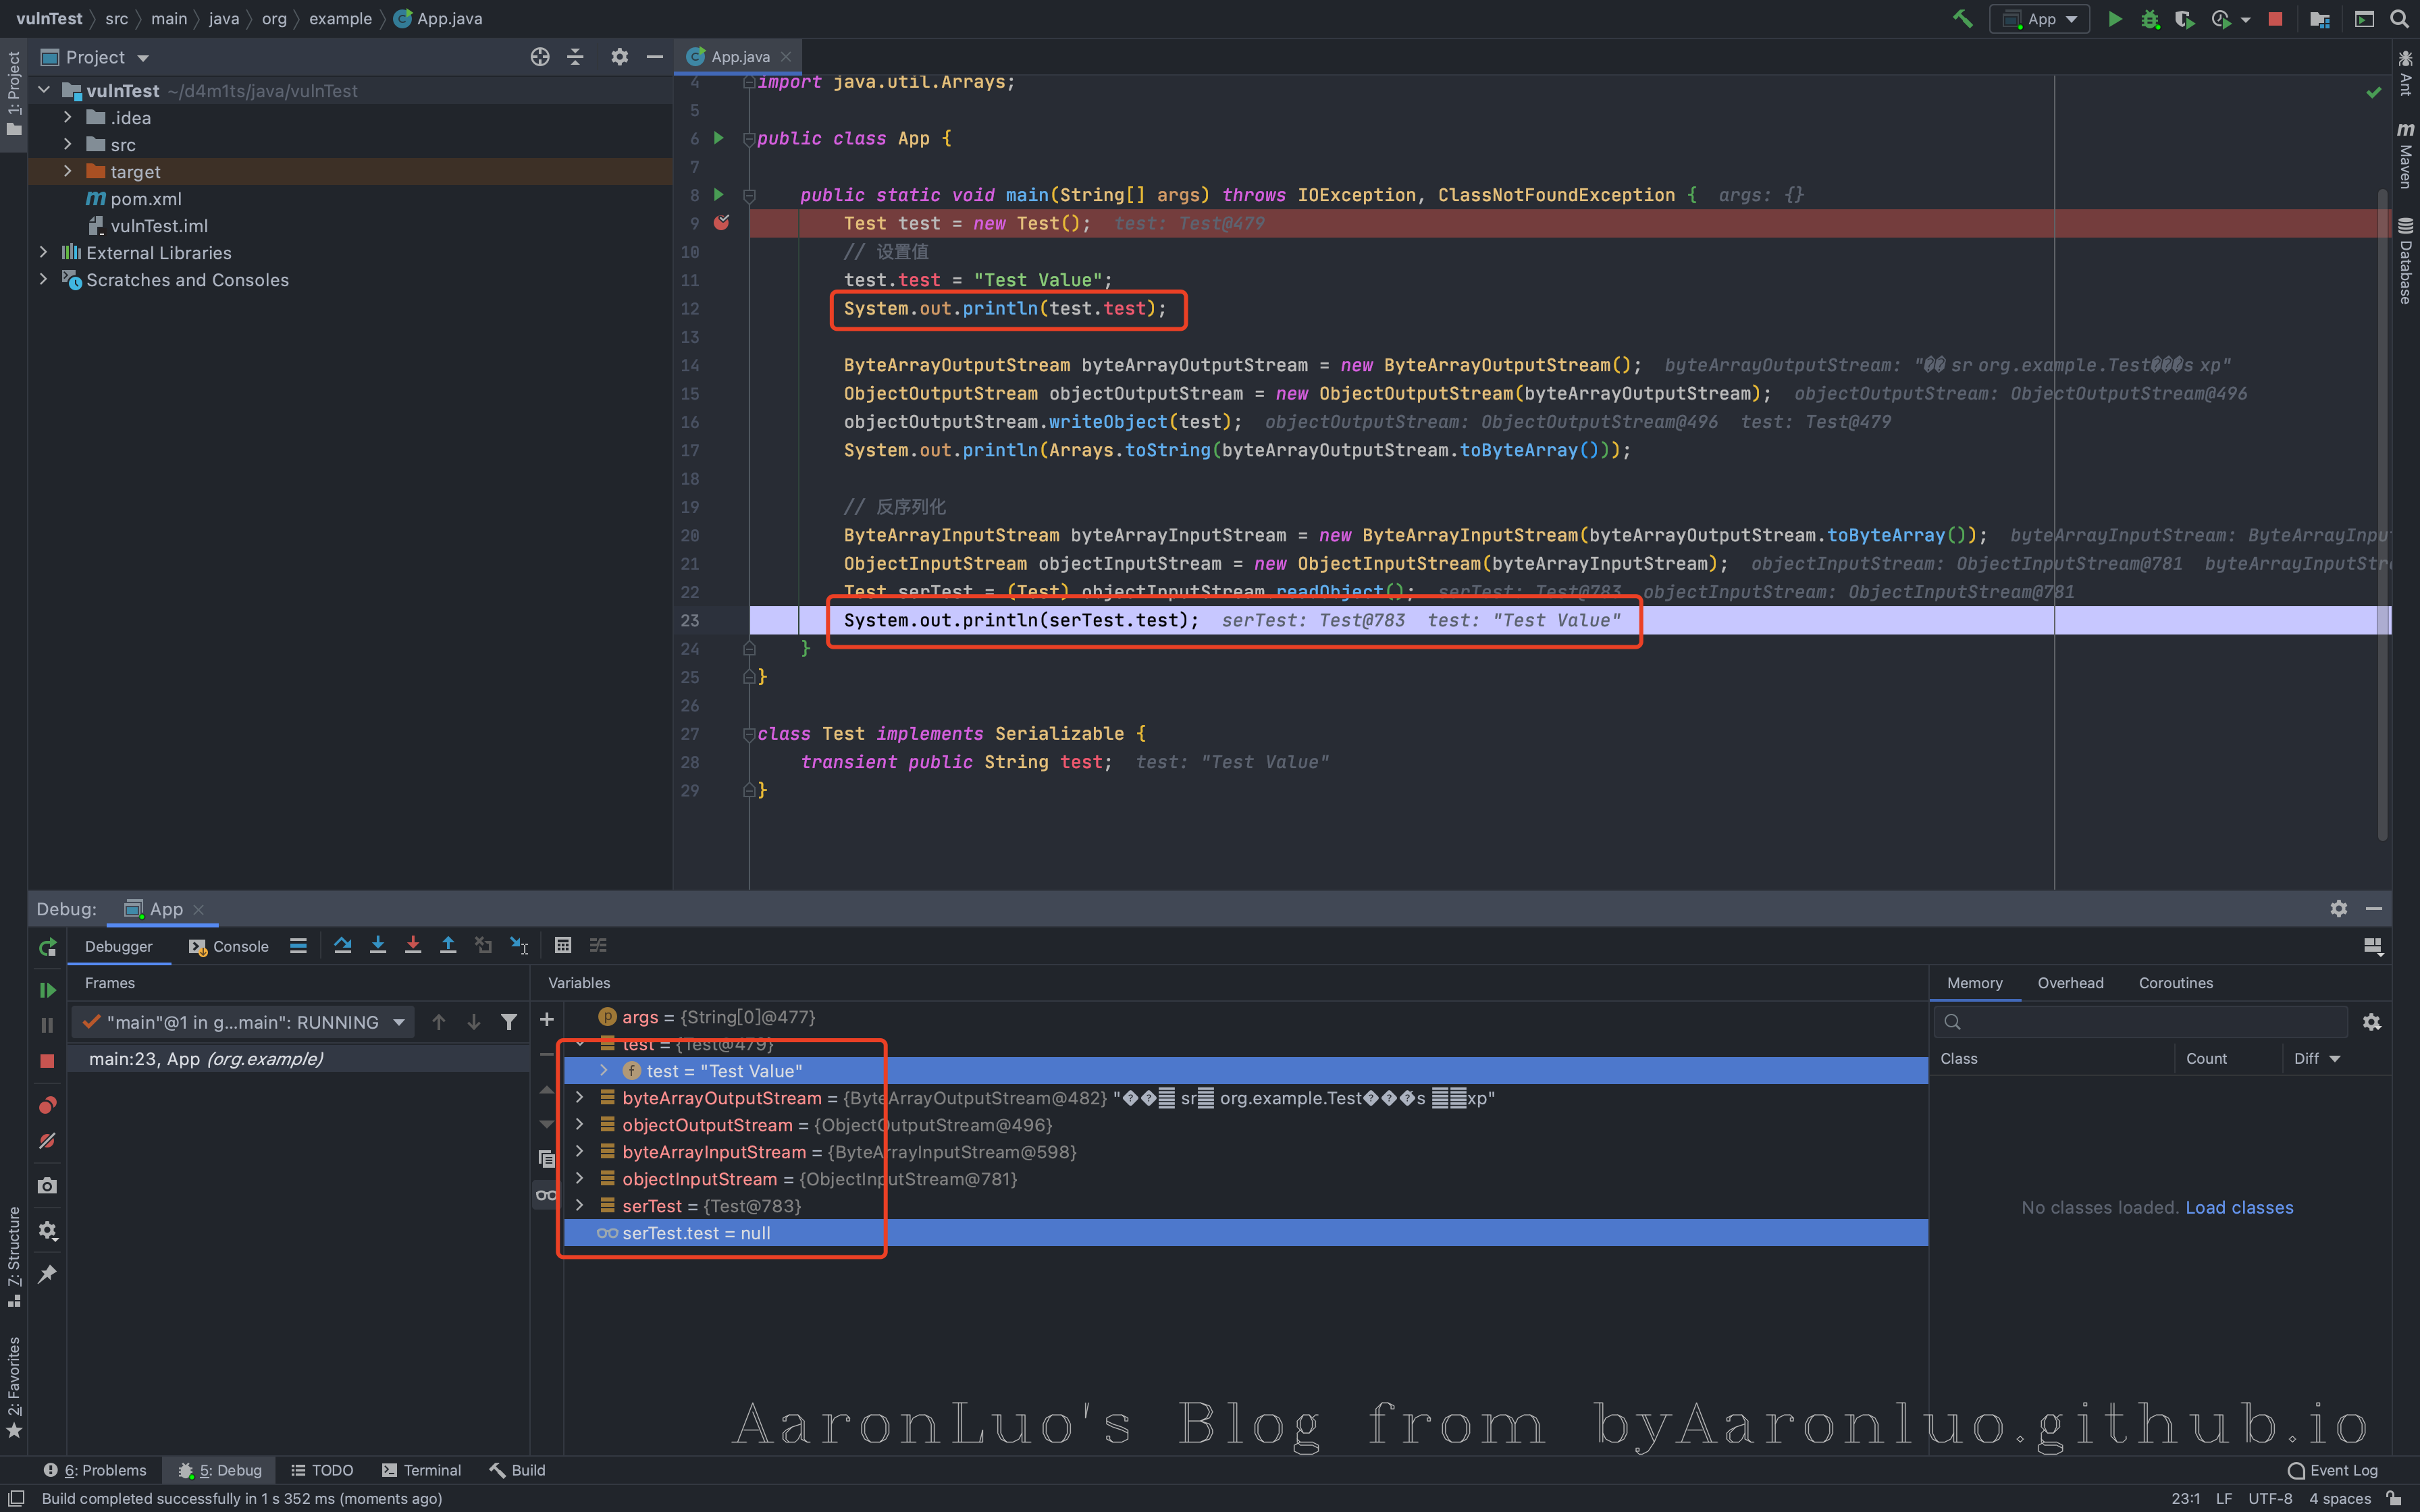 vulnTest 〉 src 〉 main 〉 java 〉 org 〉 example 〉 App.java
App
Project
App.java
1: Project
7: Structure
2: Favorites
Ant
Maven
Database
vulnTest ~/d4m1ts/java/vulnTest
.idea
src
target
pom.xml
vulnTest.iml
External Libraries
Scratches and Consoles
4 import java.util.Arrays;
5
6 public class App {
7
8 public static void main(String[] args) throws IOException, ClassNotFoundException { args: {}
9 Test test = new Test(); test: Test@479
10 // 设置值
11 test.test = "Test Value";
12 System.out.println(test.test);
13
14 ByteArrayOutputStream byteArrayOutputStream = new ByteArrayOutputStream(); byteArrayOutputStream: "�� sr org.example.Test���s xp"
15 ObjectOutputStream objectOutputStream = new ObjectOutputStream(byteArrayOutputStream); objectOutputStream: ObjectOutputStream@496
16 objectOutputStream.writeObject(test); objectOutputStream: ObjectOutputStream@496 test: Test@479
17 System.out.println(Arrays.toString(byteArrayOutputStream.toByteArray()));
18
19 // 反序列化
20 ByteArrayInputStream byteArrayInputStream = new ByteArrayInputStream(byteArrayOutputStream.toByteArray()); byteArrayInputStream: ByteArrayInpu
21 ObjectInputStream objectInputStream = new ObjectInputStream(byteArrayInputStream); objectInputStream: ObjectInputStream@781 byteArrayInputStre
22 Test serTest = (Test) objectInputStream.readObject(); serTest: Test@783 objectInputStream: ObjectInputStream@781
23 System.out.println(serTest.test); serTest: Test@783 test: "Test Value"
24 }
25 }
26
27 class Test implements Serializable {
28 transient public String test; test: "Test Value"
29 }
Debug: App
Debugger Console
Frames
"main"@1 in g...main": RUNNING
main:23, App (org.example)
Variables
args = {String[0]@477}
test = {Test@479}
test = "Test Value"
byteArrayOutputStream = {ByteArrayOutputStream@482} "�� sr org.example.Test���s xp"
objectOutputStream = {ObjectOutputStream@496}
byteArrayInputStream = {ByteArrayInputStream@598}
objectInputStream = {ObjectInputStream@781}
serTest = {Test@783}
serTest.test = null
Memory Overhead Coroutines
Class Count Diff
No classes loaded. Load classes
AaronLuo's Blog from byAaronluo.github.io
6: Problems 5: Debug TODO Terminal Build Event Log
Build completed successfully in 1 s 352 ms (moments ago) 23:1 LF UTF-8 4 spaces